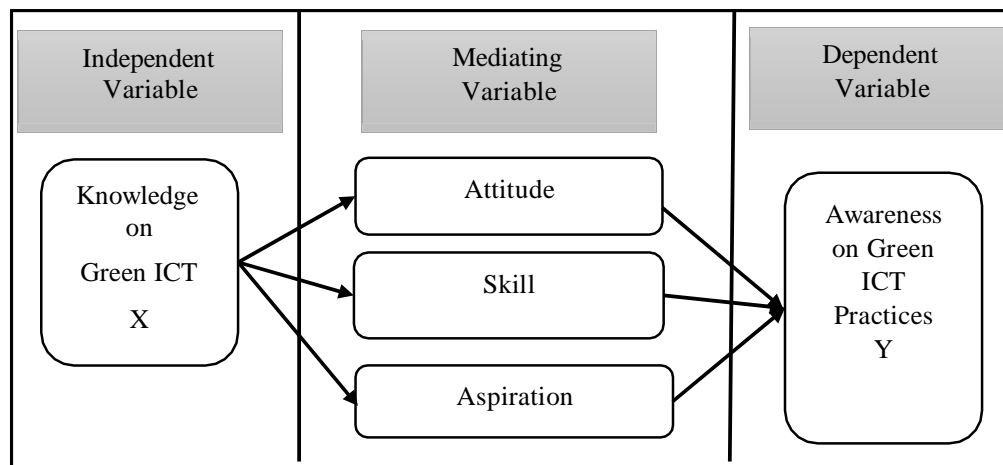 Independent
Variable
Mediating
Variable
Dependent
Variable
Knowledge
on
Green ICT
X
Attitude
Skill
Aspiration
Awareness
on Green
ICT
Practices
Y